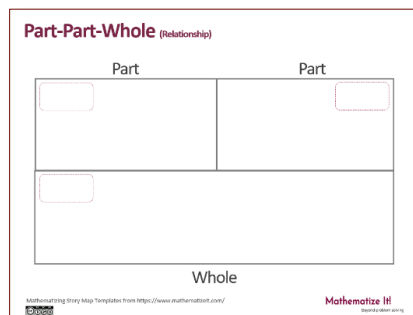 Part-Part-Whole (Relationship)
Part
Part
Whole
Mathematizing Story Map Templates from https://www.mathematizeit.com/
Mathematize It!